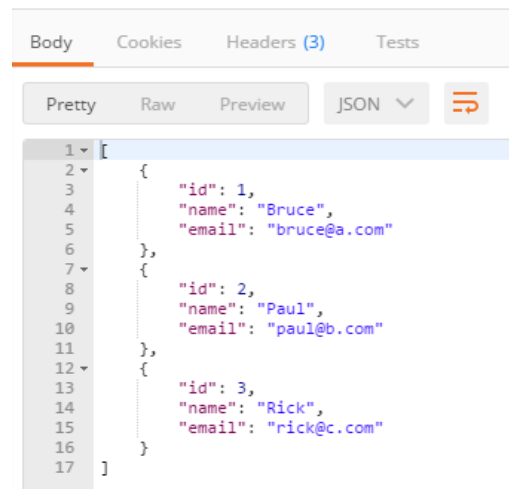 Body Cookies Headers (3) Tests
Pretty Raw Preview JSON
1 [
2 {
3 "id": 1,
4 "name": "Bruce",
5 "email": "bruce@a.com"
6 },
7 {
8 "id": 2,
9 "name": "Paul",
10 "email": "paul@b.com"
11 },
12 {
13 "id": 3,
14 "name": "Rick",
15 "email": "rick@c.com"
16 }
17 ]